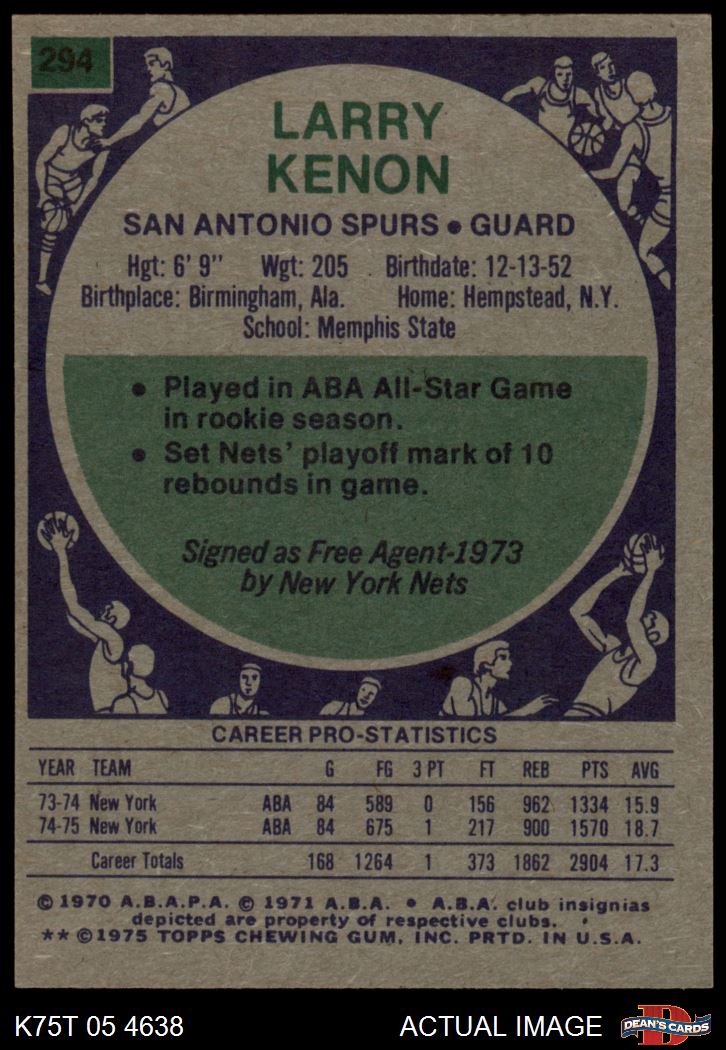 294
LARRY
KENON
SAN ANTONIO SPURS • GUARD
Hgt: 6' 9" Wgt: 205 Birthdate: 12-13-52
Birthplace: Birmingham, Ala. Home: Hempstead, N.Y.
School: Memphis State
• Played in ABA All-Star Game
in rookie season.
• Set Nets' playoff mark of 10
rebounds in game.
Signed as Free Agent-1973
by New York Nets
CAREER PRO-STATISTICS
YEAR TEAM G FG 3 PT FT REB PTS AVG
73-74 New York ABA 84 589 0 156 962 1334 15.9
74-75 New York ABA 84 675 1 217 900 1570 18.7
Career Totals 168 1264 1 373 1862 2904 17.3
© 1970 A.B.A.P.A. © 1971 A.B.A. • A.B.A. club insignias
depicted are property of respective clubs.
** © 1975 TOPPS CHEWING GUM, INC. PRTD. IN U.S.A.
K75T 05 4638 ACTUAL IMAGE D DEAN'S CARDS